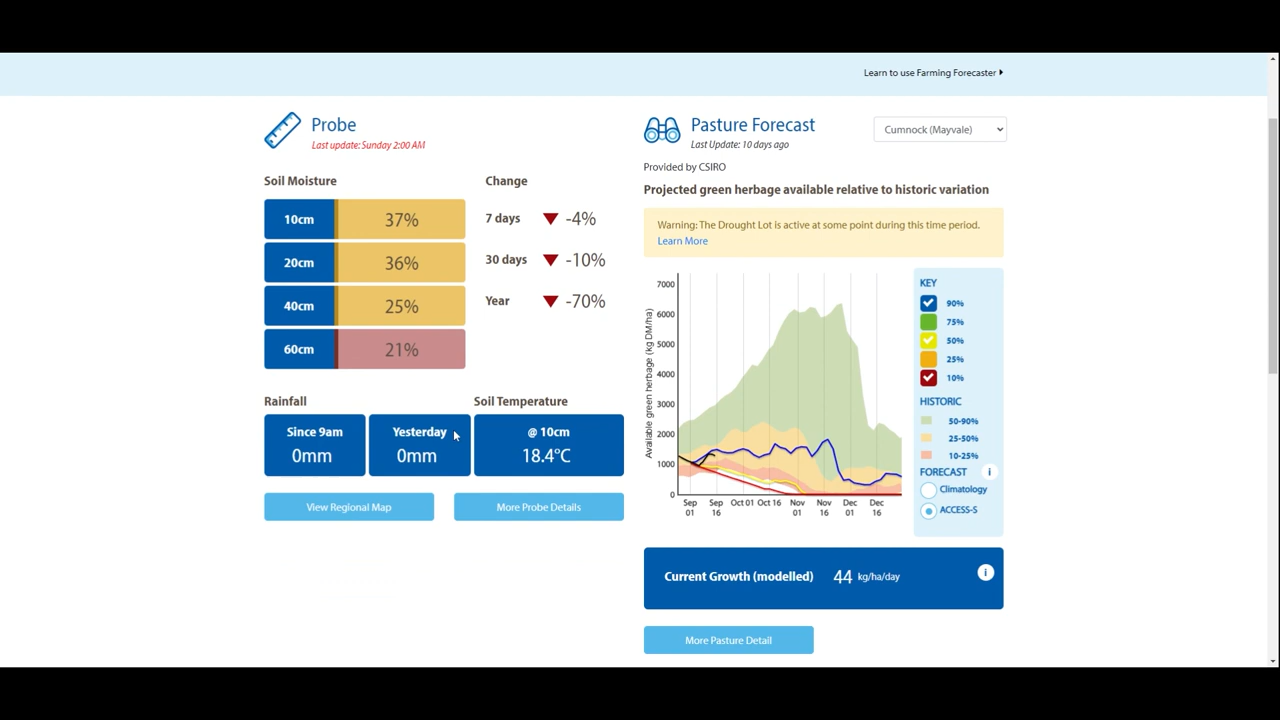 Learn to use Farming Forecaster
Probe
Last update: Sunday 2:00 AM
Soil Moisture
Change
10cm 37%
20cm 36%
40cm 25%
60cm 21%
7 days -4%
30 days -10%
Year -70%
Rainfall
Since 9am
0mm
Yesterday
0mm
Soil Temperature
@ 10cm
18.4°C
View Regional Map
More Probe Details
Pasture Forecast
Last Update: 10 days ago
Cumnock (Mayvale)
Provided by CSIRO
Projected green herbage available relative to historic variation
Warning: The Drought Lot is active at some point during this time period.
Learn More
Available green herbage (kg DM/ha)
7000
6000
5000
4000
3000
2000
1000
0
Sep 01
Sep 16
Oct 01
Oct 16
Nov 01
Nov 16
Dec 01
Dec 16
KEY
90%
75%
50%
25%
10%
HISTORIC
50-90%
25-50%
10-25%
FORECAST i
Climatology
ACCESS-S
Current Growth (modelled) 44 kg/ha/day i
More Pasture Detail